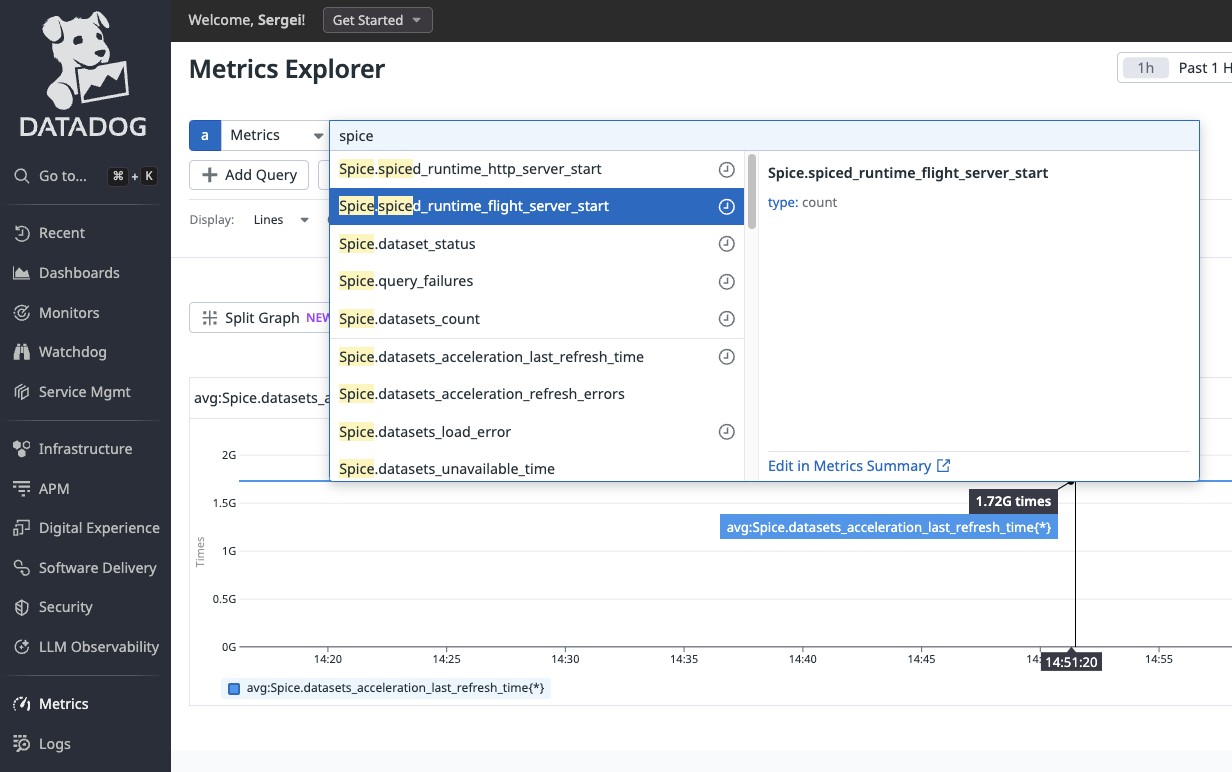 DATADOG
Go to... ⌘ + K
Recent
Dashboards
Monitors
Watchdog
Service Mgmt
Infrastructure
APM
Digital Experience
Software Delivery
Security
LLM Observability
Metrics
Logs
Welcome, Sergei! Get Started
Metrics Explorer
1h Past 1 H
a Metrics spice
Add Query
Display: Lines
Split Graph NEW
Spice.spiced_runtime_http_server_start
Spice.spiced_runtime_flight_server_start
Spice.dataset_status
Spice.query_failures
Spice.datasets_count
Spice.datasets_acceleration_last_refresh_time
Spice.datasets_acceleration_refresh_errors
Spice.datasets_load_error
Spice.datasets_unavailable_time
Spice.spiced_runtime_flight_server_start
type: count
Edit in Metrics Summary
avg:Spice.datasets_a
Times
2G
1.5G
1G
0.5G
0G
1.72G times
avg:Spice.datasets_acceleration_last_refresh_time{*}
14:20 14:25 14:30 14:35 14:40 14:45 14:51:20 14:55
avg:Spice.datasets_acceleration_last_refresh_time{*}